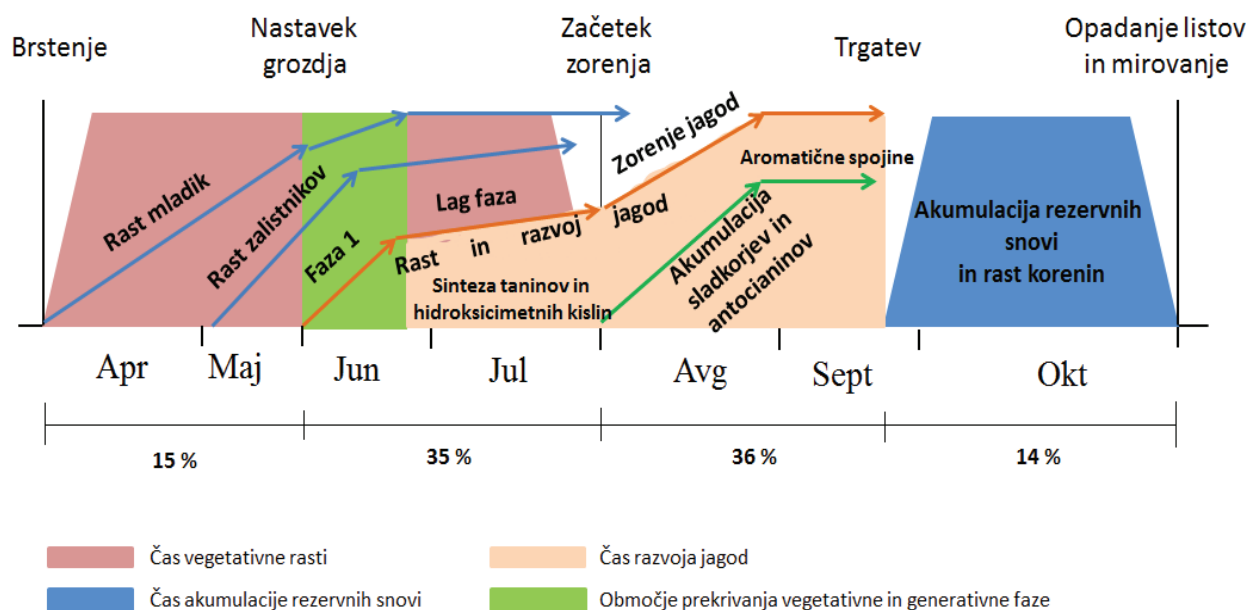 Brstenje
Nastavek
grozdja
Začetek
zorenja
Trgatev
Opadanje listov
in mirovanje
Rast mladik
Rast zalistnikov
Faza 1
Lag faza
Rast in razvoj jagod
Zorenje jagod
Aromatične spojine
Sinteza taninov in
hidroksicimetnih kislin
Akumulacija
sladkorjev in
antocianinov
Akumulacija rezervnih
snovi
in rast korenin
Apr Maj Jun Jul Avg Sept Okt
15 % 35 % 36 % 14 %
Čas vegetativne rasti
Čas razvoja jagod
Čas akumulacije rezervnih snovi
Območje prekrivanja vegetativne in generativne faze